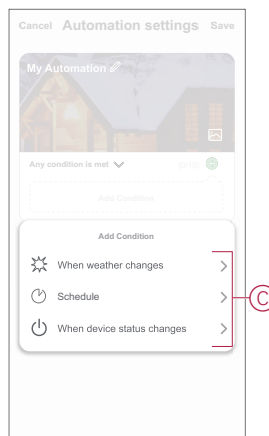 Cancel Automation settings Save
My Automation
Any condition is met
Add Condition
Add Condition
When weather changes
Schedule
When device status changes
C